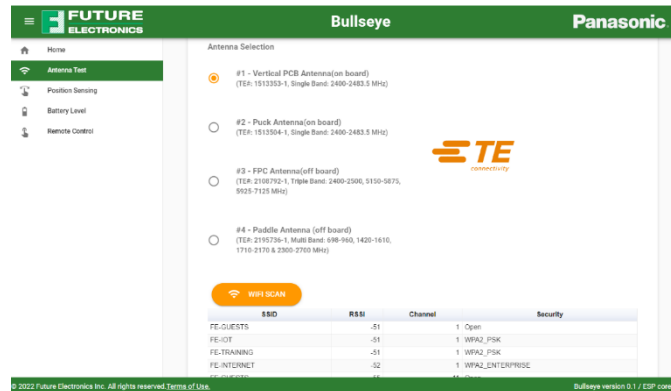 FUTURE
ELECTRONICS
Bullseye
Panasonic
Home
Antenna Test
Position Sensing
Battery Level
Remote Control
Antenna Selection
#1 - Vertical PCB Antenna(on board)
(TE#: 1513353-1, Single Band: 2400-2483.5 MHz)
#2 - Puck Antenna(on board)
(TE#: 1513504-1, Single Band: 2400-2483.5 MHz)
#3 - FPC Antenna(off board)
(TE#: 2108792-1, Triple Band: 2400-2500, 5150-5875,
5925-7125 MHz)
#4 - Paddle Antenna (off board)
(TE#: 2195736-1, Multi Band: 698-960, 1420-1610,
1710-2170 & 2300-2700 MHz)
TE
connectivity
WIFI SCAN
SSID RSSI Channel Security
FE-GUESTS -51 1 Open
FE-IOT -51 1 WPA2_PSK
FE-TRAINING -51 1 WPA2_PSK
FE-INTERNET -52 1 WPA2_ENTERPRISE
© 2022 Future Electronics Inc. All rights reserved.Terms of Use.
Bullseye version 0.1 / ESP core